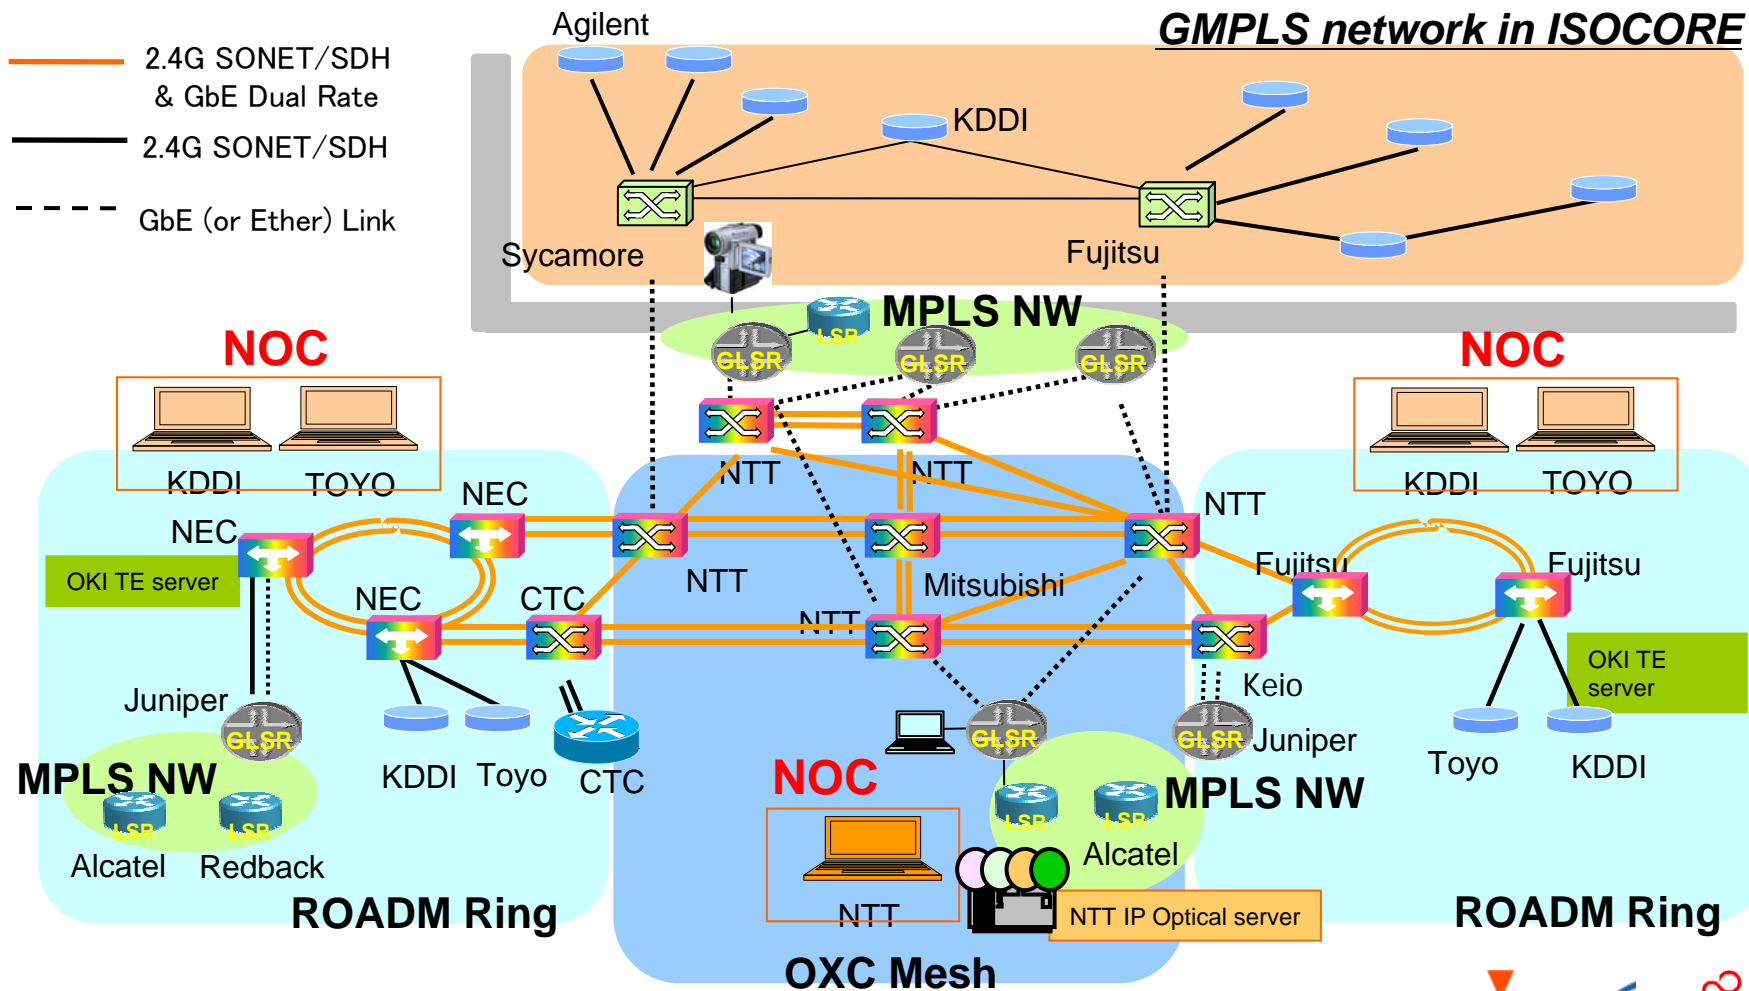 Agilent
GMPLS network in ISOCORE
2.4G SONET/SDH
& GbE Dual Rate
2.4G SONET/SDH
GbE (or Ether) Link
KDDI
Sycamore
Fujitsu
MPLS NW
LSR
GLSR
GLSR
GLSR
NOC
NOC
KDDI
TOYO
KDDI
TOYO
NTT
NTT
NEC
NEC
NTT
OKI TE server
NEC
CTC
NTT
Mitsubishi
NTT
Fujitsu
Fujitsu
OKI TE
server
Juniper
GLSR
Keio
GLSR
GLSR
Juniper
MPLS NW
KDDI
Toyo
CTC
NOC
MPLS NW
Toyo
KDDI
LSR
LSR
LSR
LSR
Alcatel
Redback
Alcatel
NTT
NTT IP Optical server
ROADM Ring
ROADM Ring
OXC Mesh